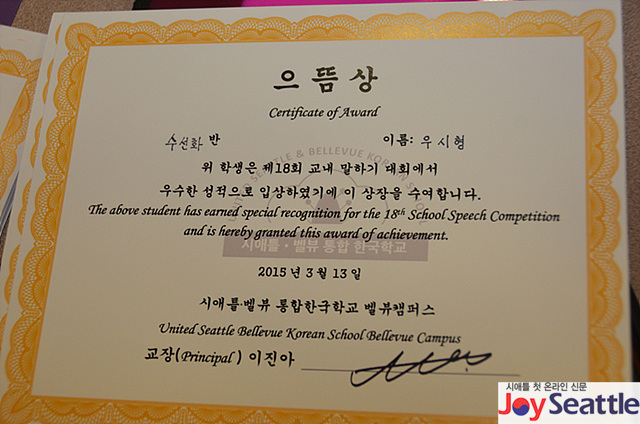 으뜸상
Certificate of Award
수선화 반 이름: 우시형
위 학생은 제18회 교내 말하기 대회에서
우수한 성적으로 입상하였기에 이 상장을 수여합니다.
The above student has earned special recognition for the 18th School Speech Competition
and is hereby granted this award of achievement.
시애틀·벨뷰 통합 한국학교
2015 년 3 월 13 일
시애틀·벨뷰 통합한국학교 벨뷰캠퍼스
United Seattle Bellevue Korean School Bellevue Campus
교장(Principal) 이진아
시애틀 첫 온라인 신문
JoySeattle